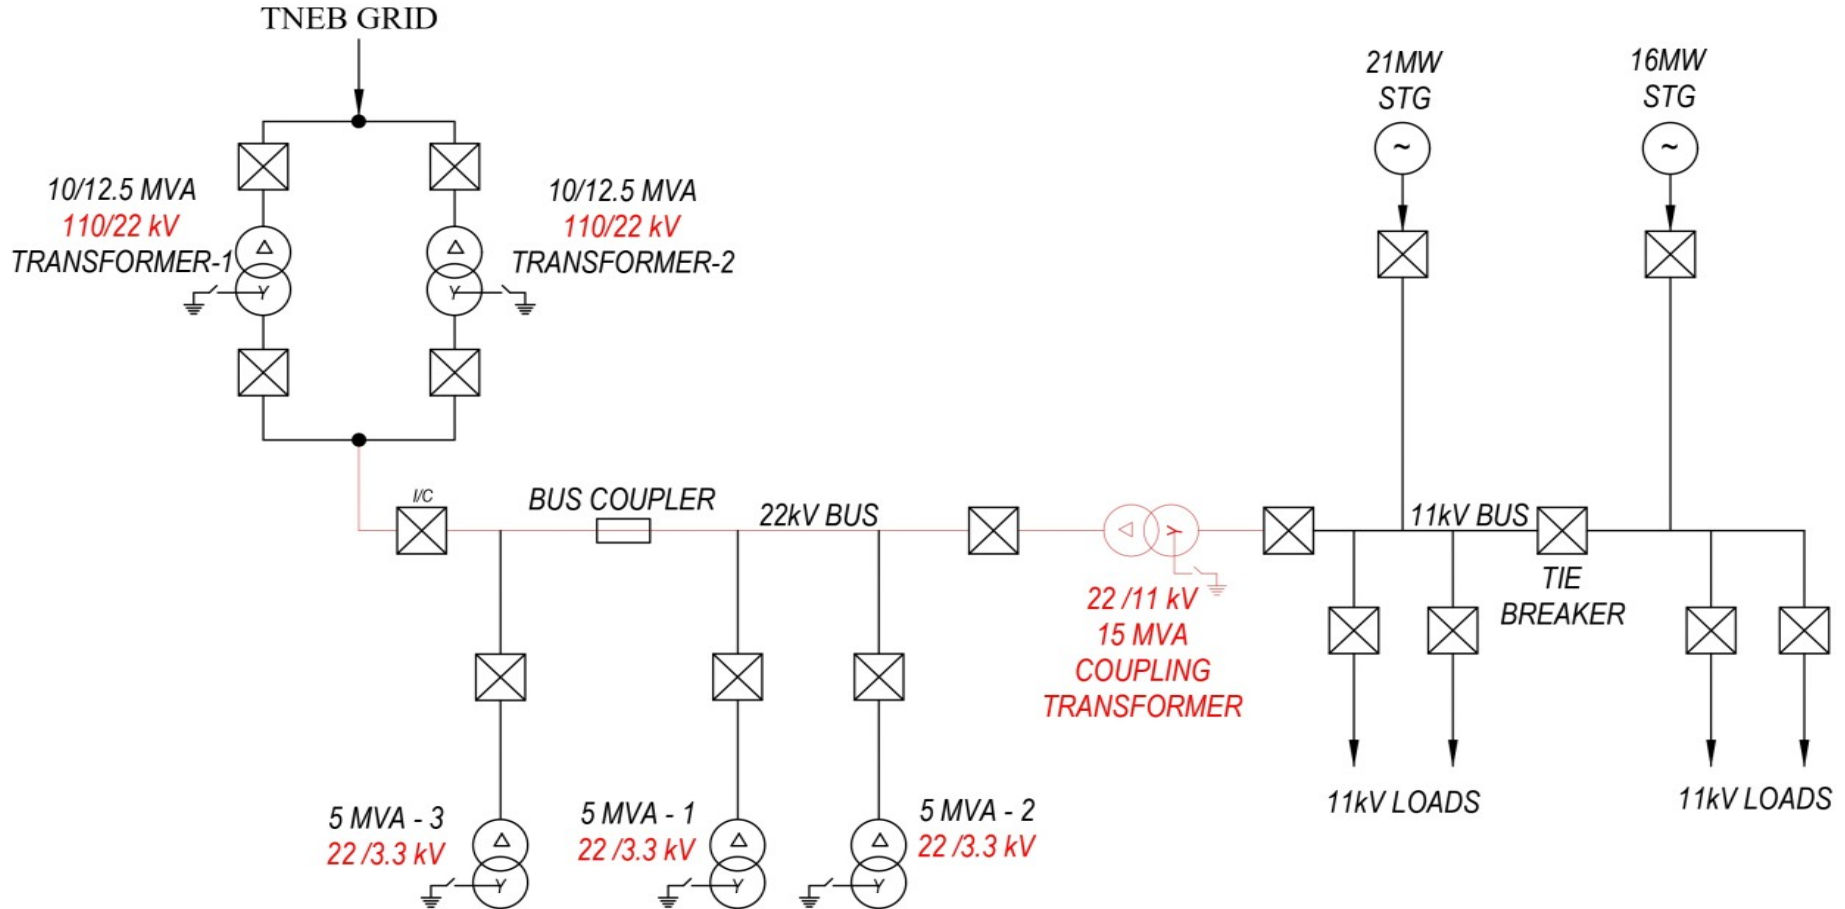 TNEB GRID
10/12.5 MVA
110/22 kV
TRANSFORMER-1
10/12.5 MVA
110/22 kV
TRANSFORMER-2
21MW
STG
~
16MW
STG
~
I/C
BUS COUPLER
22kV BUS
22 /11 kV
15 MVA
COUPLING
TRANSFORMER
11kV BUS
TIE
BREAKER
11kV LOADS
11kV LOADS
5 MVA - 3
22 /3.3 kV
5 MVA - 1
22 /3.3 kV
5 MVA - 2
22 /3.3 kV